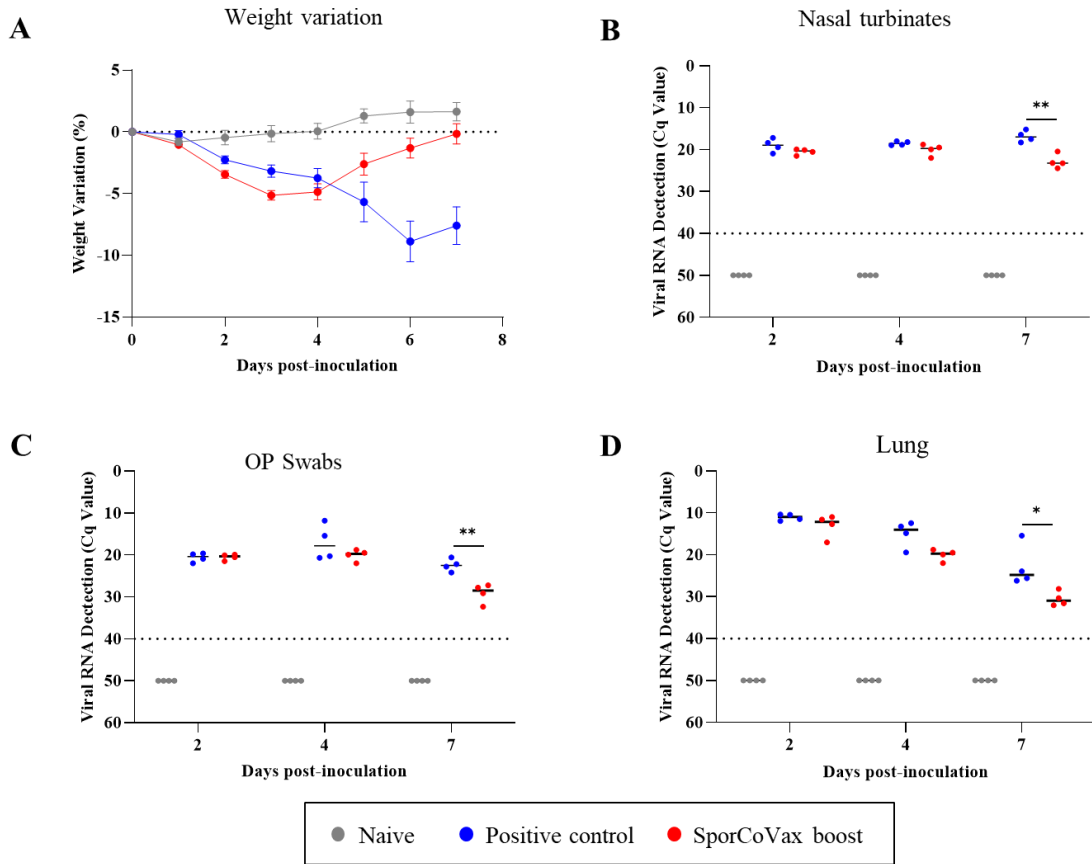 A
Weight variation
5
0
-5
-10
-15
Weight Variation (%)
0
2
4
6
8
Days post-inoculation
B
Nasal turbinates
0
10
20
30
40
50
60
Viral RNA Dectection (Cq Value)
**
2
4
7
Days post-inoculation
C
OP Swabs
0
10
20
30
40
50
60
Viral RNA Dectection (Cq Value)
**
2
4
7
Days post-inoculation
D
Lung
0
10
20
30
40
50
60
Viral RNA Dectection (Cq Value)
*
2
4
7
Days post-inoculation
Naive
Positive control
SporCoVax boost